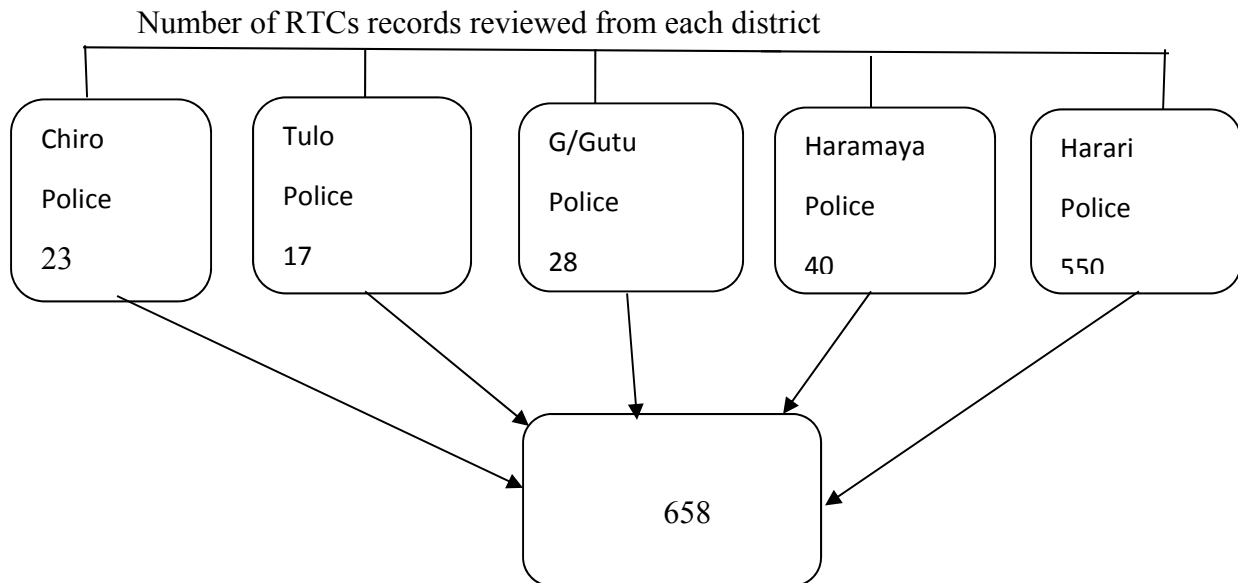 Number of RTCs records reviewed from each district
Chiro
Police
23
Tulo
Police
17
G/Gutu
Police
28
Haramaya
Police
40
Harari
Police
550
658